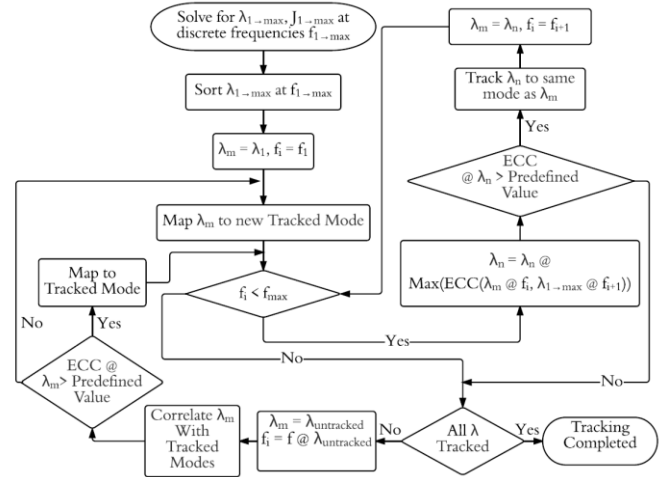 Solve for λ₁→max, J₁→max at
discrete frequencies f₁→max
Sort λ₁→max at f₁→max
λm = λ₁, fi = f₁
Map λm to new Tracked Mode
Map to
Tracked Mode
fi < fmax
No
Yes
ECC @
λm> Predefined
Value
Correlate λm
With
Tracked
Modes
λm = λuntracked
fi = f @ λuntracked
No
All λ
Tracked
Yes
Tracking
Completed
Yes
No
No
λn = λn @
Max(ECC(λm @ fi, λ₁→max @ fi+1))
ECC
@ λn > Predefined
Value
Yes
Track λn to same
mode as λm
λm = λn, fi = fi+1